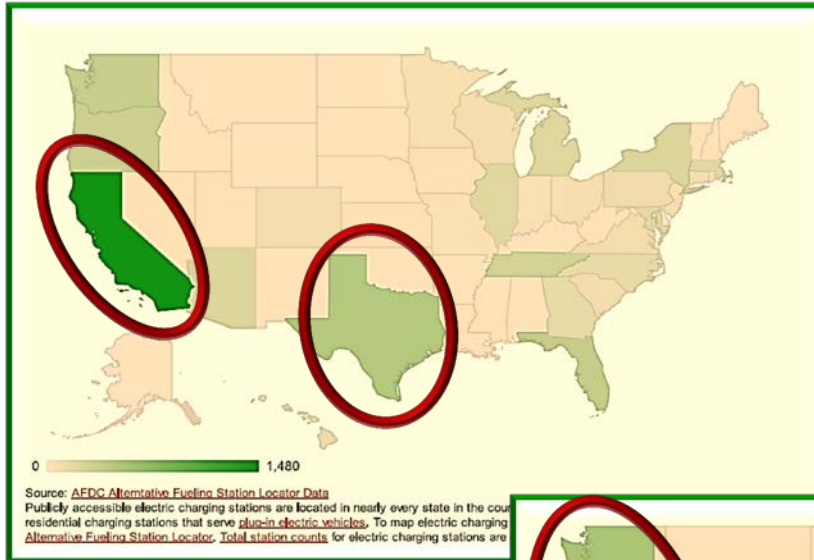 0 1,480
Source: AFDC Alterntative Fueling Station Locator Data
Publicly accessible electric charging stations are located in nearly every state in the
residential charging stations that serve plug-in electric vehicles. To map electric charging
Alternative Fueling Station Locator. Total station counts for electric charging stations are